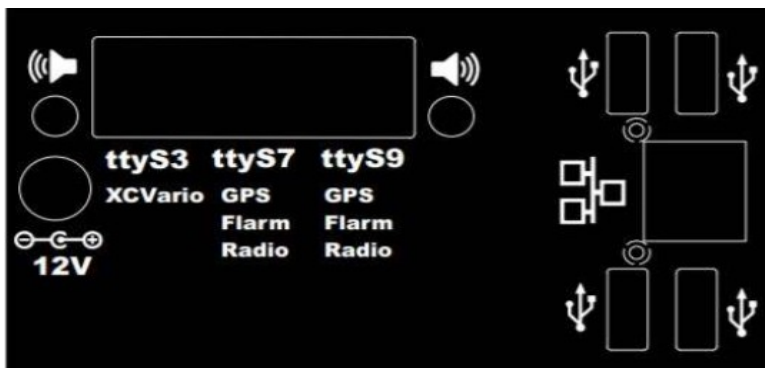 ttyS3 ttyS7 ttyS9
XCVario GPS GPS
Flarm Flarm
Radio Radio
12V